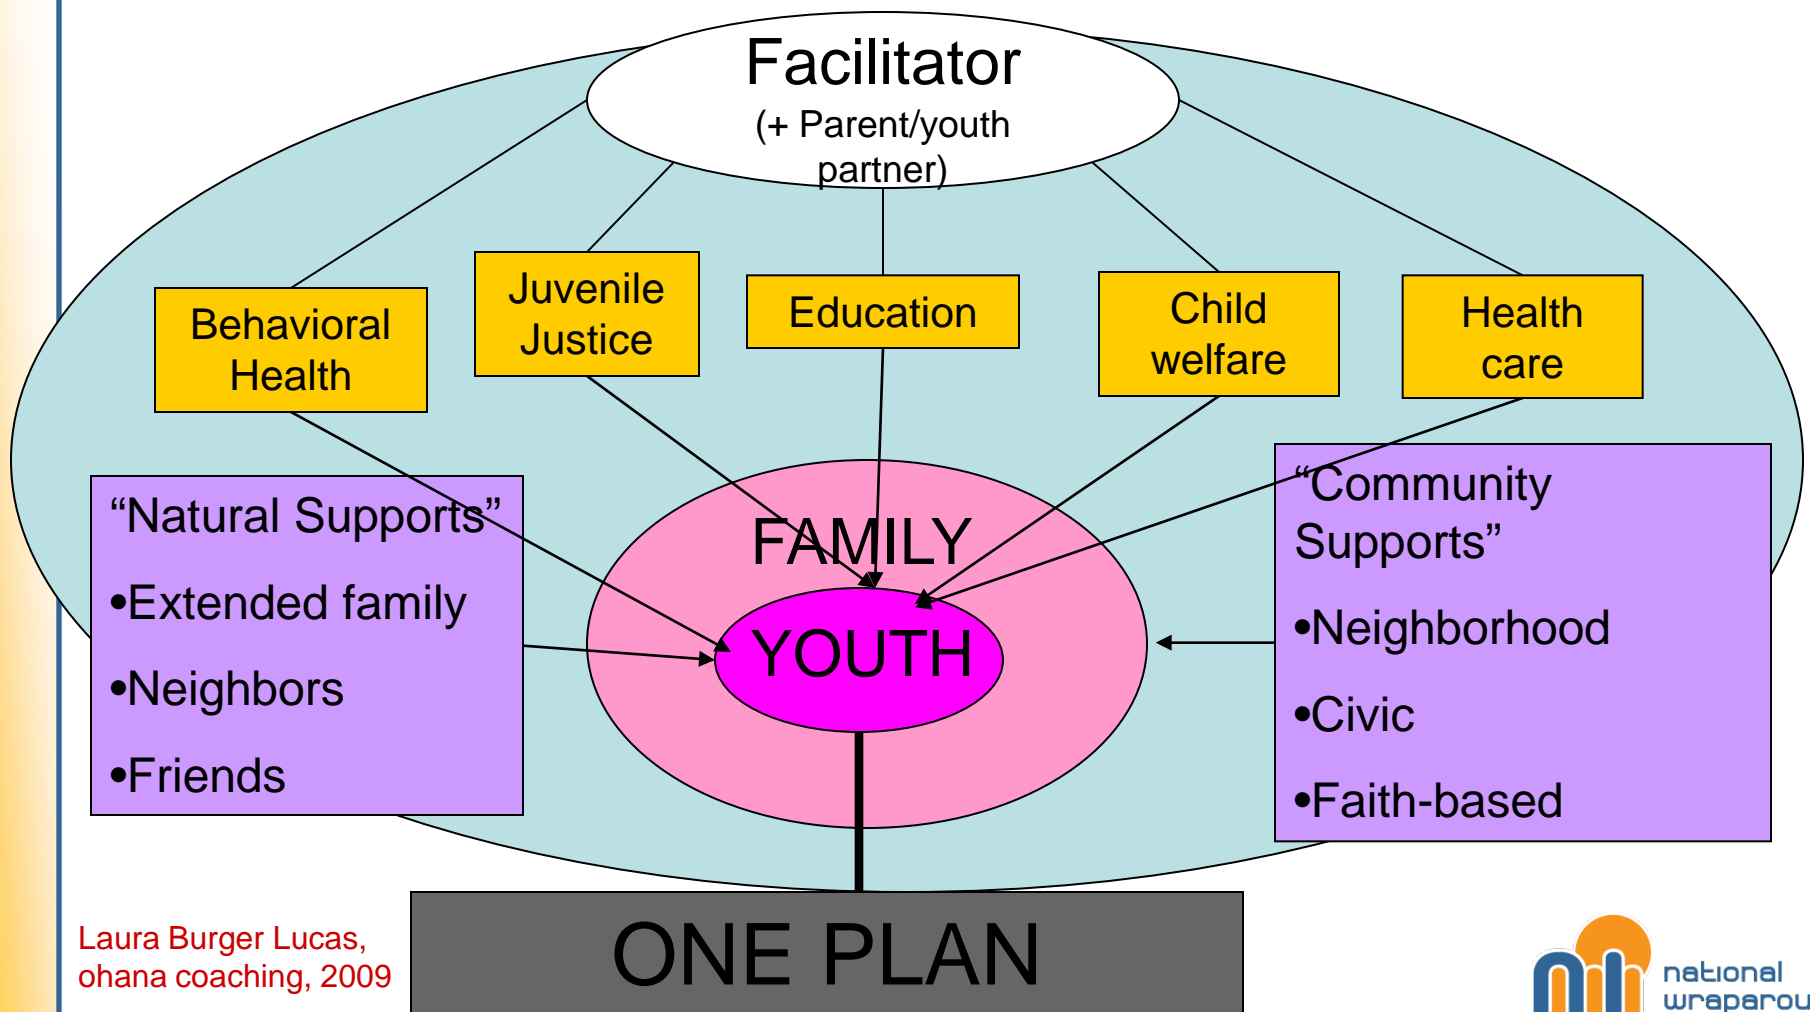 Facilitator
(+ Parent/youth
partner)
Behavioral
Health
Juvenile
Justice
Education
Child
welfare
Health
care
“Natural Supports”
•Extended family
•Neighbors
•Friends
FAMILY
YOUTH
“Community
Supports”
•Neighborhood
•Civic
•Faith-based
ONE PLAN
Laura Burger Lucas,
ohana coaching, 2009
national
wraparou